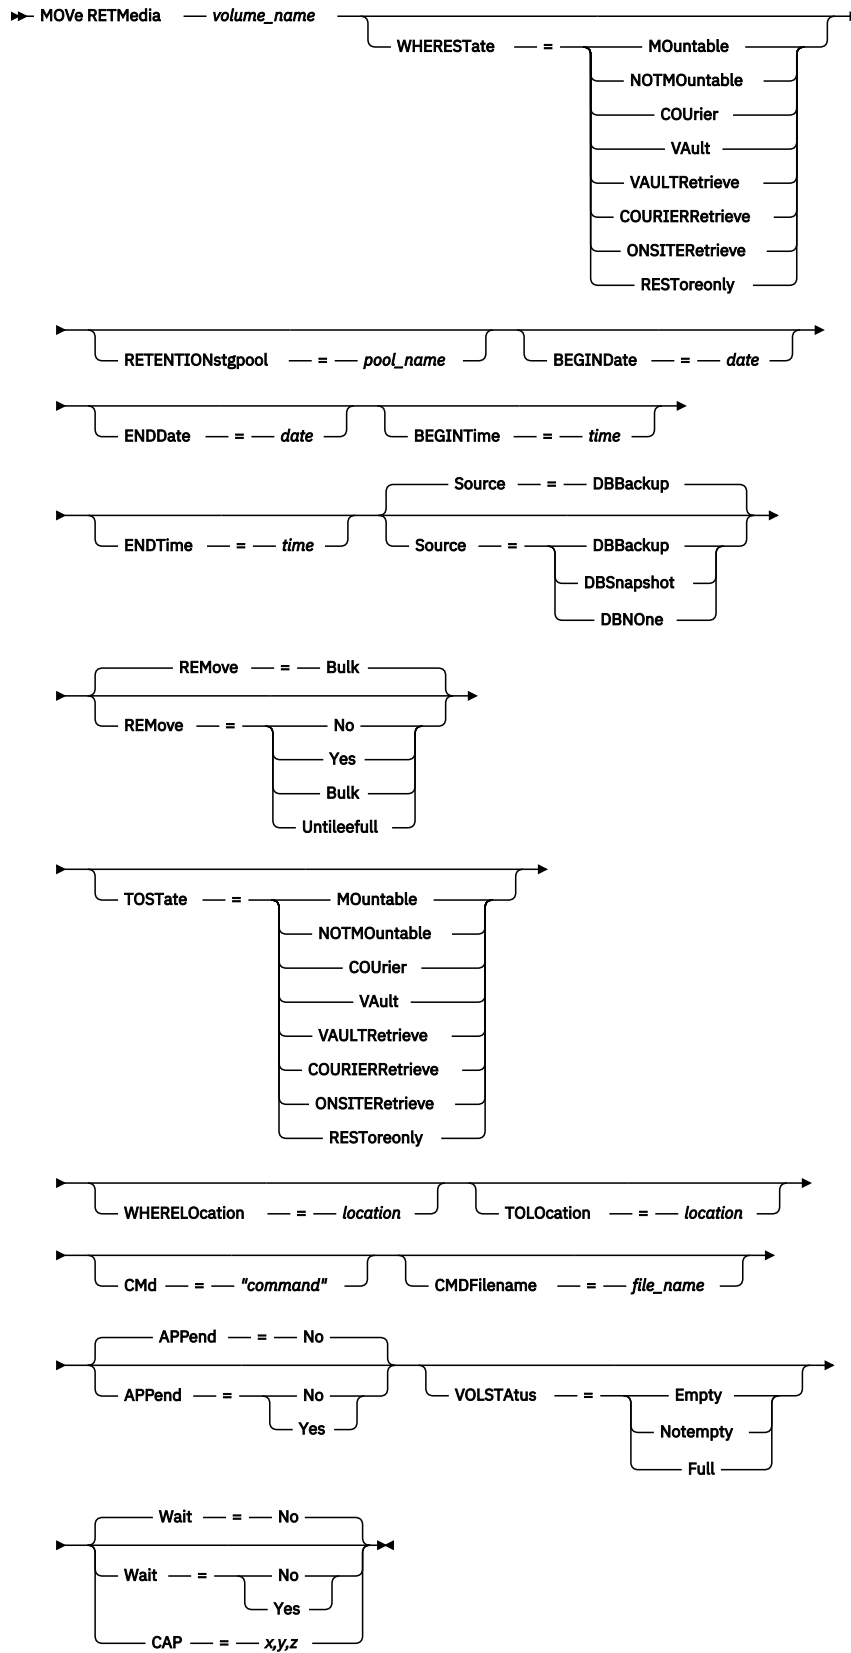 MOVe RETMedia volume_name
WHERESTate = MOuntable
NOTMOuntable
COUrier
VAult
VAULTRetrieve
COURIERRetrieve
ONSITERetrieve
RESToreonly
RETENTIONstgpool = pool_name BEGINDate = date
ENDDate = date BEGINTime = time
Source = DBBackup
ENDTime = time Source = DBBackup
DBSnapshot
DBNOne
REMove = Bulk
REMove = No
Yes
Bulk
Untileefull
TOSTate = MOuntable
NOTMOuntable
COUrier
VAult
VAULTRetrieve
COURIERRetrieve
ONSITERetrieve
RESToreonly
WHERELOcation = location TOLOcation = location
CMd = "command" CMDFilename = file_name
APPend = No
APPend = No VOLSTAtus = Empty
Yes Notempty
Full
Wait = No
Wait = No
Yes
CAP = x,y,z